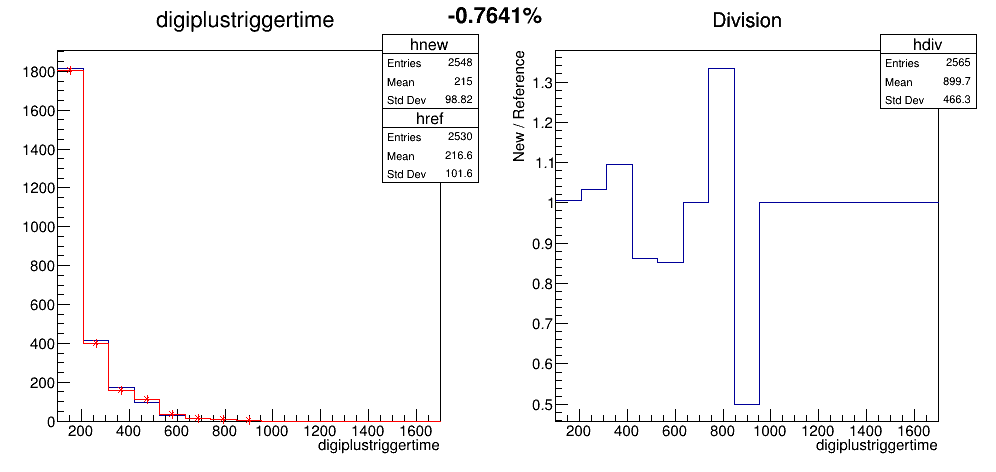 digiplustriggertime
-0.7641%
Division
hnew
Entries 2548
Mean 215
Std Dev 98.82
href
Entries 2530
Mean 216.6
Std Dev 101.6
1800
1600
1400
1200
1000
800
600
400
200
0
200 400 600 800 1000 1200 1400 1600
digiplustriggertime
hdiv
Entries 2565
Mean 899.7
Std Dev 466.3
New / Reference
1.3
1.2
1.1
1
0.9
0.8
0.7
0.6
0.5
200 400 600 800 1000 1200 1400 1600
digiplustriggertime